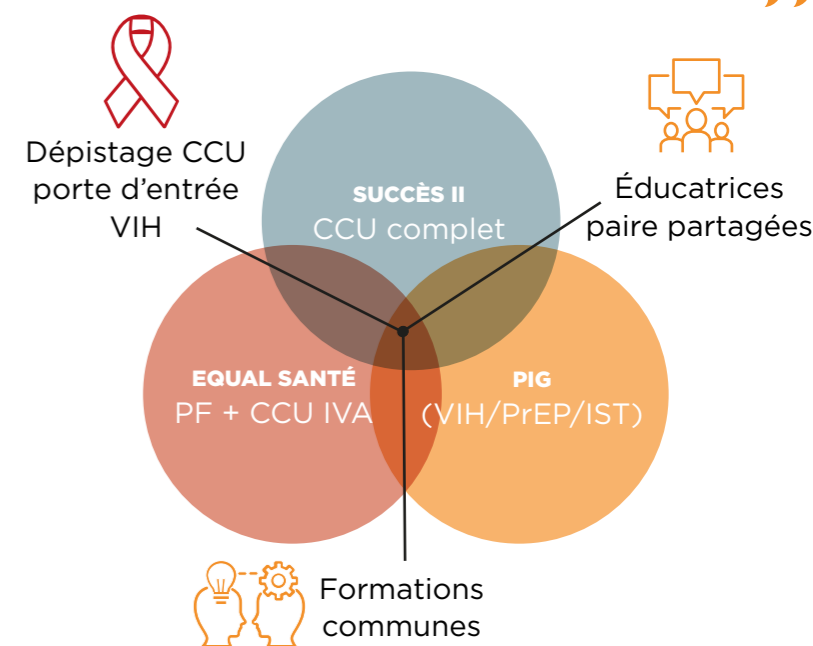 Dépistage CCU
porte d'entrée
VIH
Éducatrices
paire partagées
SUCCÈS II
CCU complet
EQUAL SANTÉ
PF + CCU IVA
PIG
(VIH/PrEP/IST)
Formations
communes